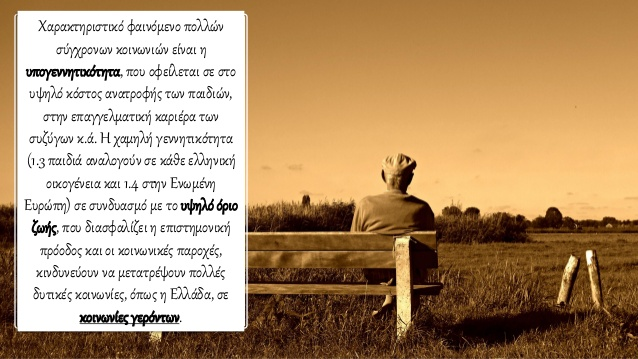 Χαρακτηριστικό φαινόμενο πολλών
σύγχρονων κοινωνιών είναι η
υπογεννητικότητα, που οφείλεται σε στο
υψηλό κόστος ανατροφής των παιδιών,
στην επαγγελματική καριέρα των
συζύγων κ.ά. Η χαμηλή γεννητικότητα
(1.3 παιδιά αναλογούν σε κάθε ελληνική
οικογένεια και 1.4 στην Ενωμένη
Ευρώπη) σε συνδυασμό με το υψηλό όριο
ζωής, που διασφαλίζει η επιστημονική
πρόοδος και οι κοινωνικές παροχές,
κινδυνεύουν να μετατρέψουν πολλές
δυτικές κοινωνίες, όπως η Ελλάδα, σε
κοινωνίες γερόντων.